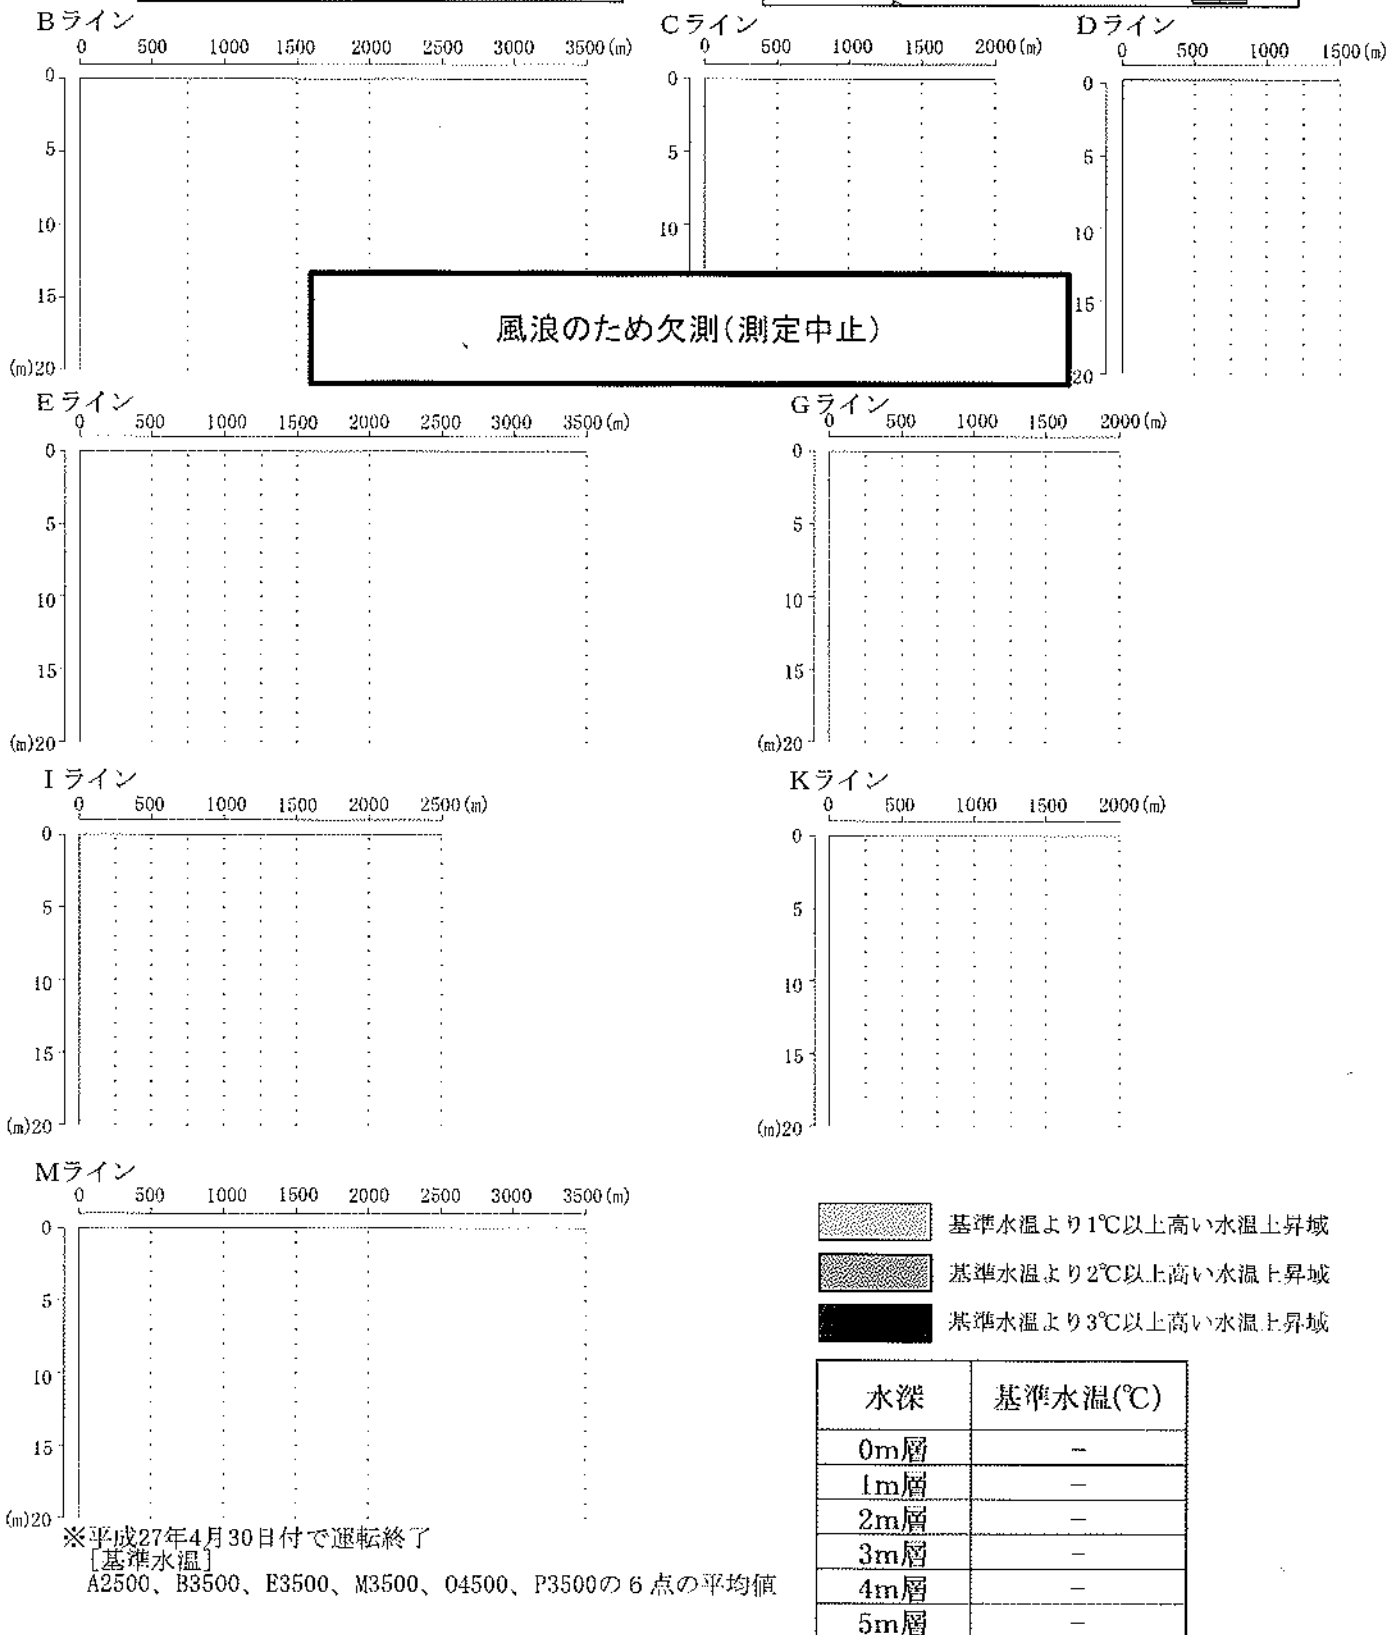 Bライン
0 500 1000 1500 2000 2500 3000 3500(m)
0
5
10
15
(m)20
Cライン
0 500 1000 1500 2000(m)
0
5
10
Dライン
0 500 1000 1500(m)
0
5
10
15
20
、風浪のため欠測(測定中止)
Eライン
0 500 1000 1500 2000 2500 3000 3500(m)
0
5
10
15
(m)20
Gライン
0 500 1000 1500 2000(m)
0
5
10
15
(m)20
Iライン
0 500 1000 1500 2000 2500(m)
0
5
10
15
(m)20
Kライン
0 500 1000 1500 2000(m)
0
5
10
15
(m)20
Mライン
0 500 1000 1500 2000 2500 3000 3500(m)
0
5
10
15
(m)20
基準水温より1℃以上高い水温上昇域
基準水温より2℃以上高い水温上昇域
基準水温より3℃以上高い水温上昇域
水深 基準水温(℃)
0m層 −
1m層 −
2m層 −
3m層 −
4m層 −
5m層 −
※平成27年4月30日付で運転終了
[基準水温]
A2500、B3500、E3500、M3500、O4500、P3500の6点の平均値